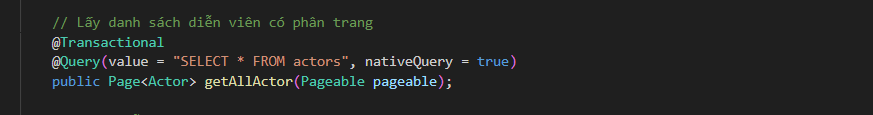 // Lấy danh sách diễn viên có phân trang
@Transactional
@Query(value = "SELECT * FROM actors", nativeQuery = true)
public Page<Actor> getAllActor(Pageable pageable);